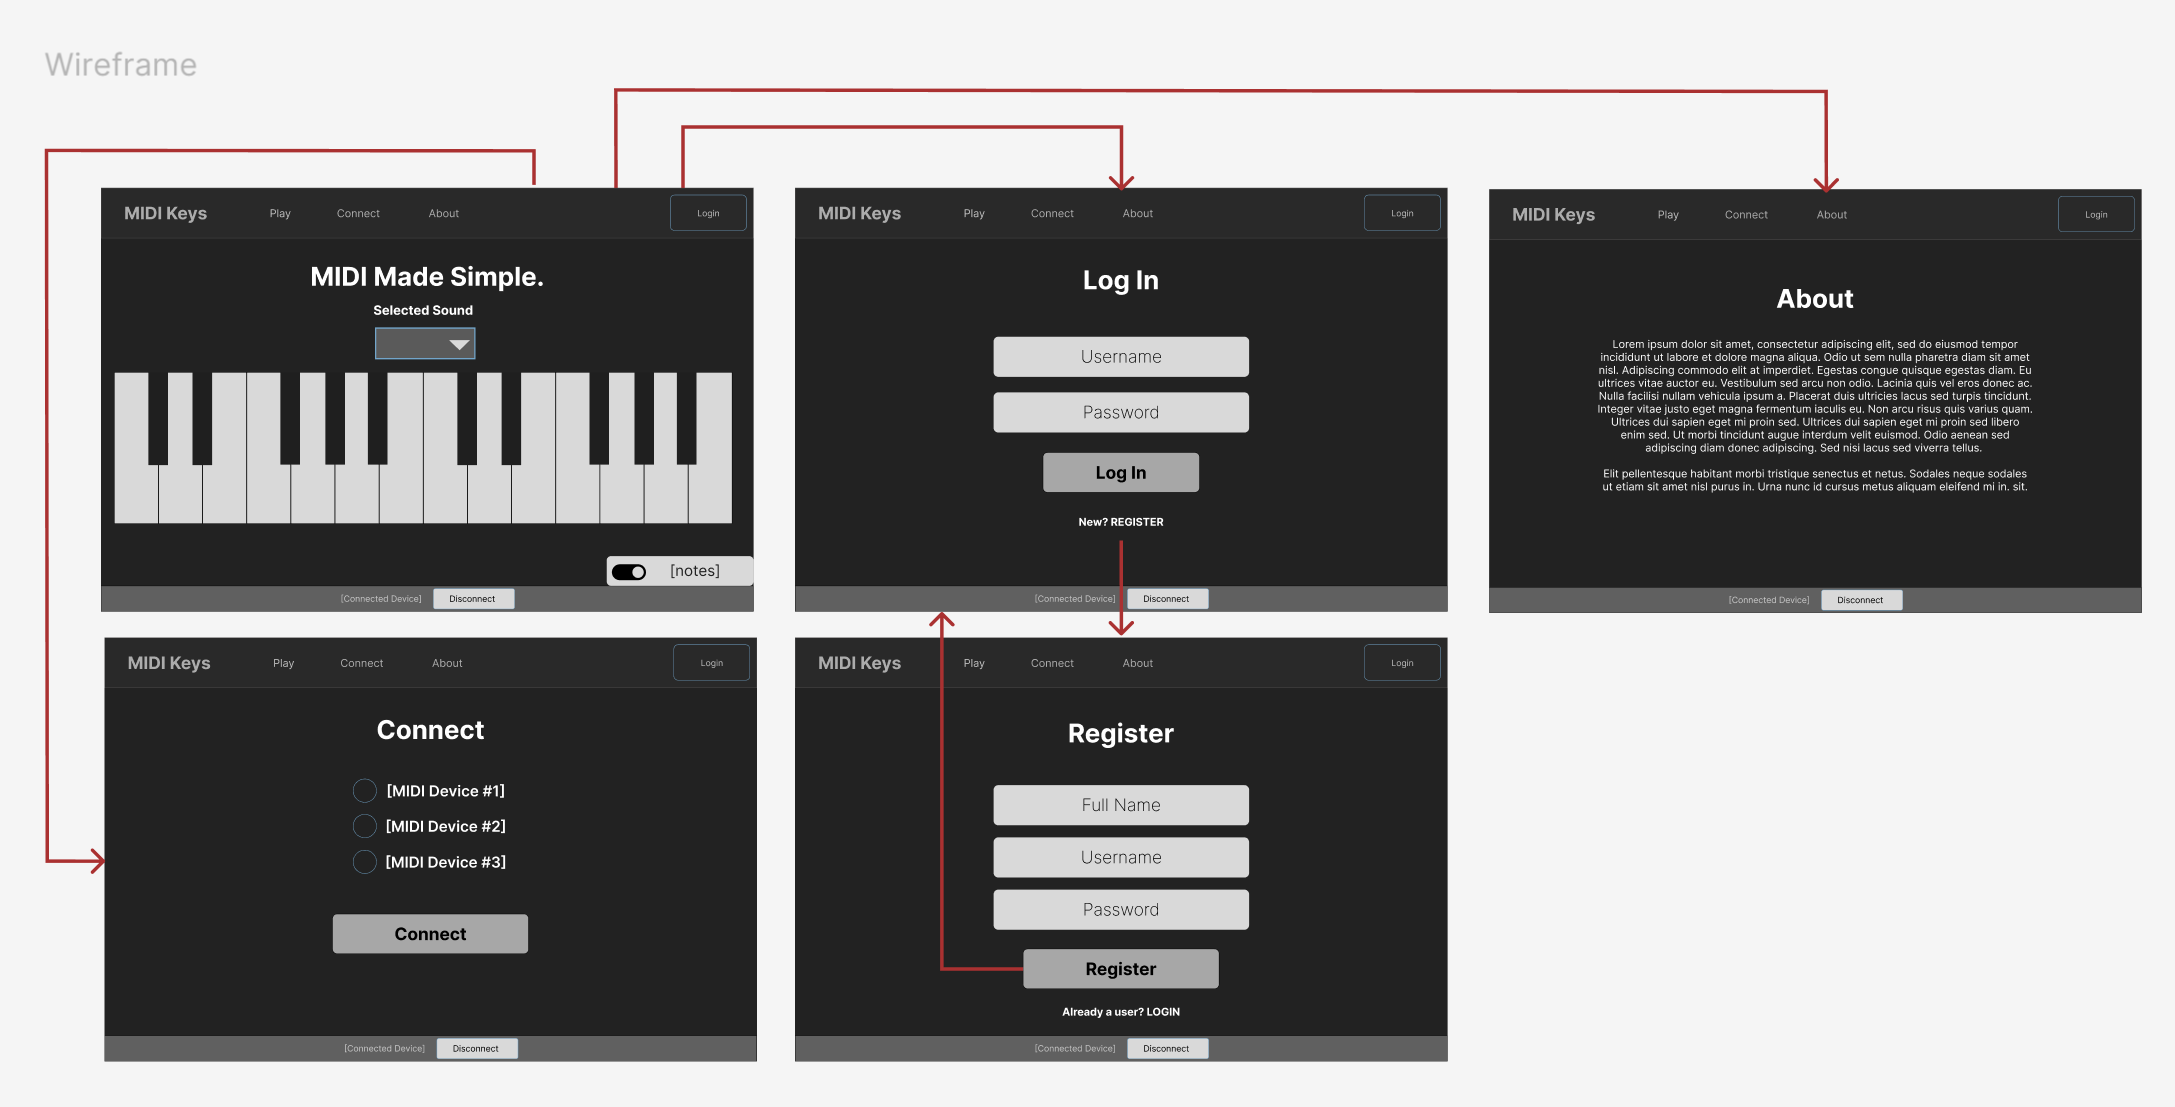 Wireframe
MIDI Keys
Play
Connect
About
Login
MIDI Made Simple.
Selected Sound
[notes]
[Connected Device]
Disconnect
MIDI Keys
Play
Connect
About
Login
Log In
Username
Password
Log In
New? REGISTER
[Connected Device]
Disconnect
MIDI Keys
Play
Connect
About
Login
About
Lorem ipsum dolor sit amet, consectetur adipiscing elit, sed do eiusmod tempor
incididunt ut labore et dolore magna aliqua. Odio ut sem nulla pharetra diam sit amet
nisl. Adipiscing commodo elit at imperdiet. Egestas congue quisque egestas diam. Eu
ultrices vitae auctor eu. Vestibulum sed arcu non odio. Lacinia quis vel eros donec ac.
Nulla facilisi nullam vehicula ipsum a. Placerat duis ultricies lacus sed turpis tincidunt.
Integer vitae justo eget magna fermentum iaculis eu. Non arcu risus quis varius quam.
Ultrices dui sapien eget mi proin sed. Ultrices dui sapien eget mi proin sed libero
enim sed. Ut morbi tincidunt augue interdum velit euismod. Odio aenean sed
adipiscing diam donec adipiscing. Sed nisi lacus sed viverra tellus.
Elit pellentesque habitant morbi tristique senectus et netus. Sodales neque sodales
ut etiam sit amet nisl purus in. Urna nunc id cursus metus aliquam eleifend mi in. sit.
[Connected Device]
Disconnect
MIDI Keys
Play
Connect
About
Login
Connect
[MIDI Device #1]
[MIDI Device #2]
[MIDI Device #3]
Connect
[Connected Device]
Disconnect
MIDI Keys
Play
Connect
About
Login
Register
Full Name
Username
Password
Register
Already a user? LOGIN
[Connected Device]
Disconnect